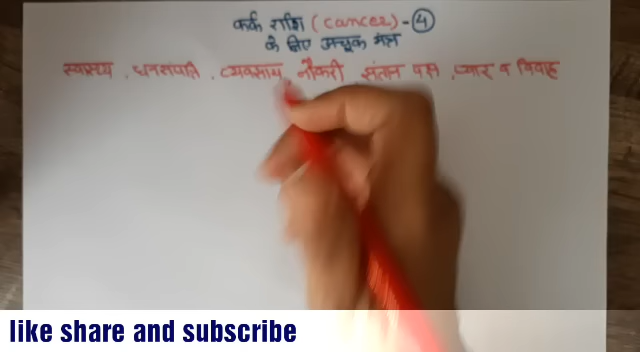 कर्क राशि (cancer) - 4
के लिए अचूक मंत्र
स्वास्थ्य, धनसंपत्ति, व्यवसाय, नौकरी संतान पक्ष, प्यार व विवाह
like share and subscribe